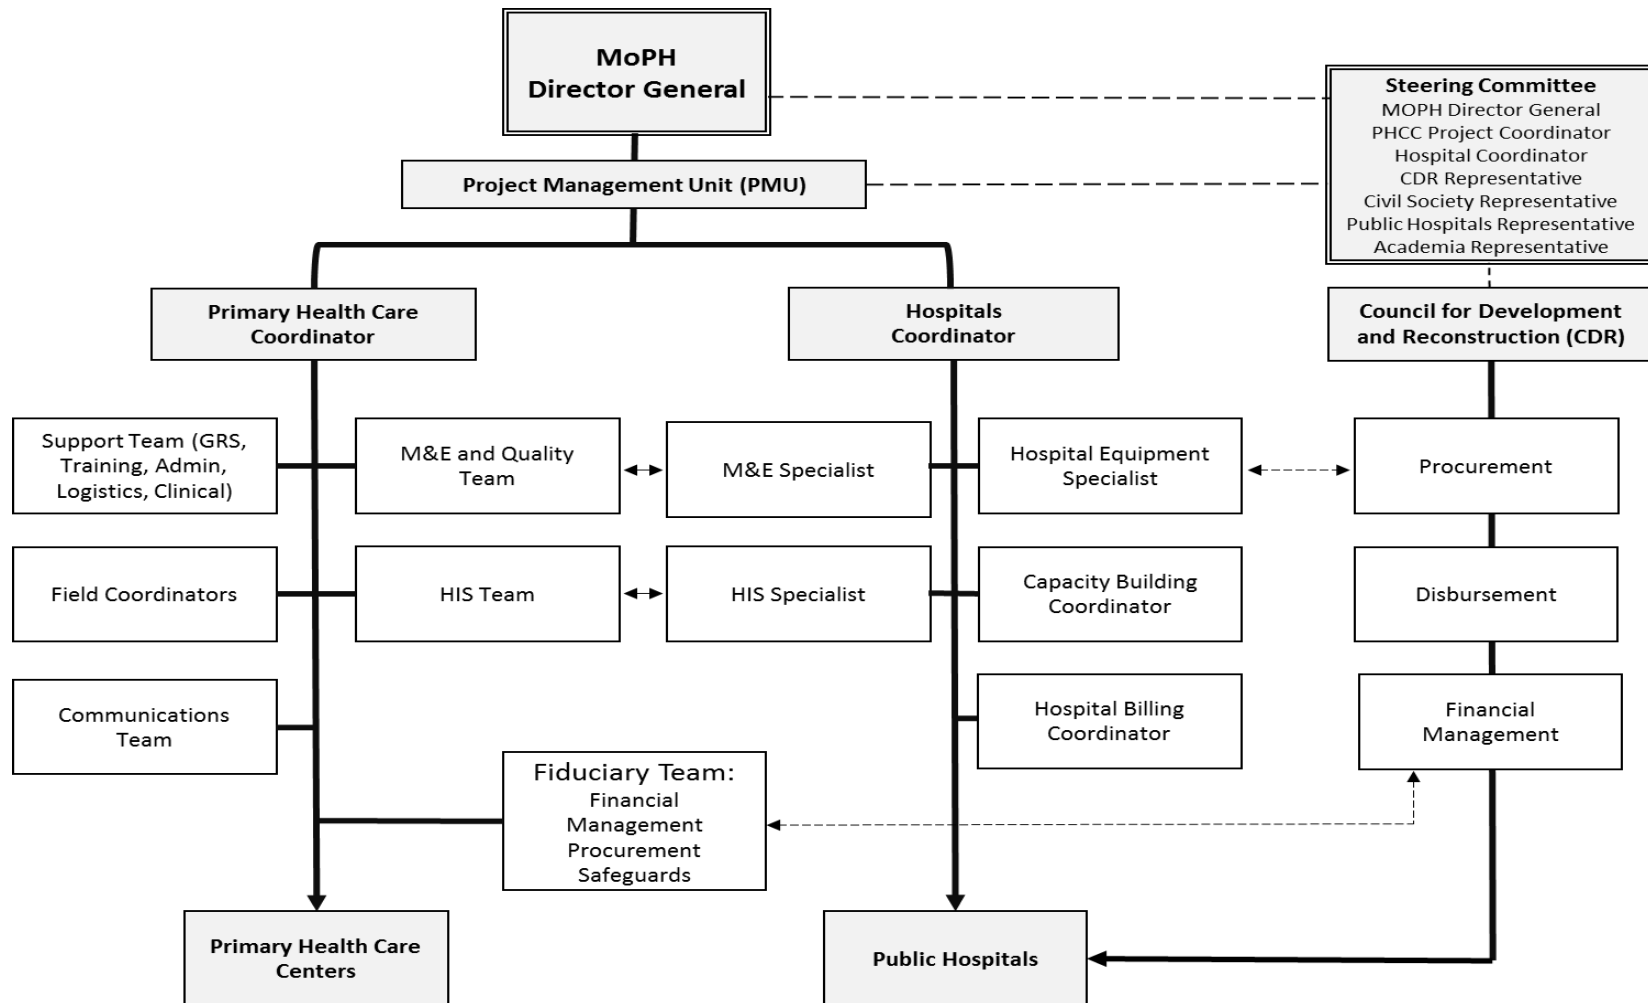 MoPH
Director General
Steering Committee
MOPH Director General
PHCC Project Coordinator
Hospital Coordinator
CDR Representative
Civil Society Representative
Public Hospitals Representative
Academia Representative
Project Management Unit (PMU)
Primary Health Care
Coordinator
Hospitals
Coordinator
Council for Development
and Reconstruction (CDR)
Support Team (GRS,
Training, Admin,
Logistics, Clinical)
M&E and Quality
Team
M&E Specialist
Hospital Equipment
Specialist
Procurement
Field Coordinators
HIS Team
HIS Specialist
Capacity Building
Coordinator
Disbursement
Communications
Team
Hospital Billing
Coordinator
Financial
Management
Fiduciary Team:
Financial
Management
Procurement
Safeguards
Primary Health Care
Centers
Public Hospitals